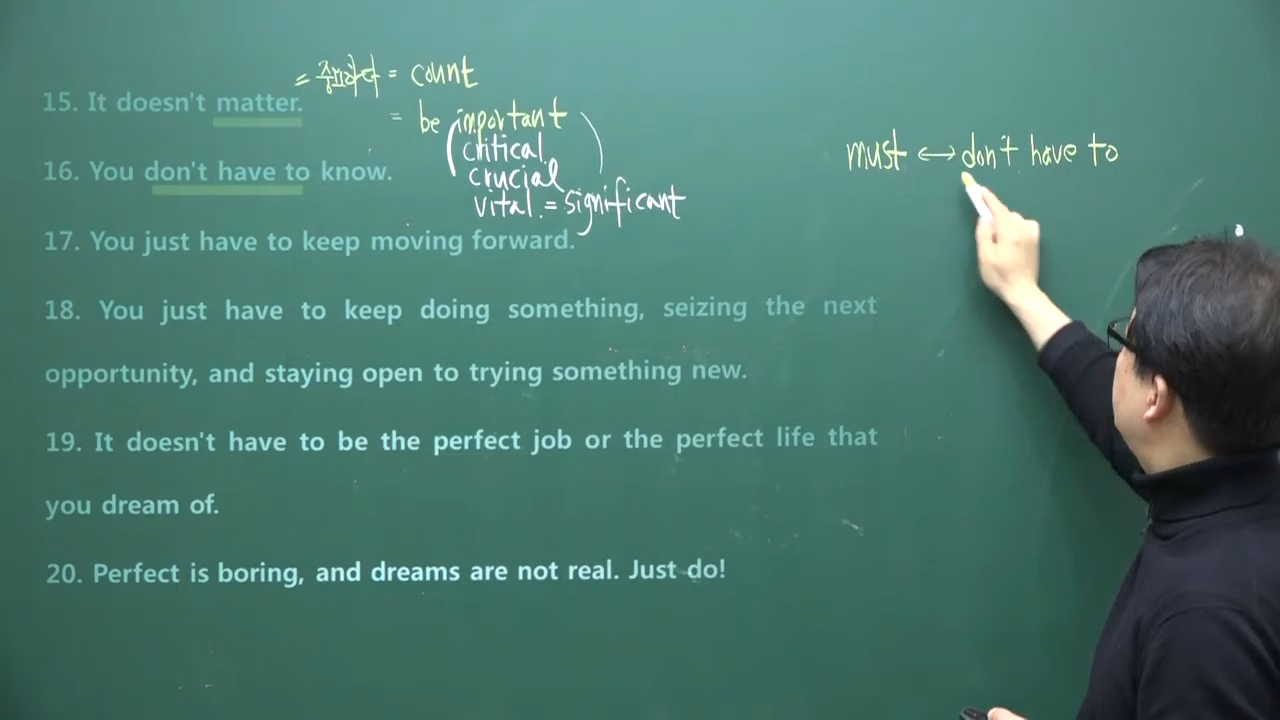 = 중요하다 = count
15. It doesn't matter.
= be important
critical
crucial
vital = significant
must ↔ don't have to
16. You don't have to know.
17. You just have to keep moving forward.
18. You just have to keep doing something, seizing the next
opportunity, and staying open to trying something new.
19. It doesn't have to be the perfect job or the perfect life that
you dream of.
20. Perfect is boring, and dreams are not real. Just do!